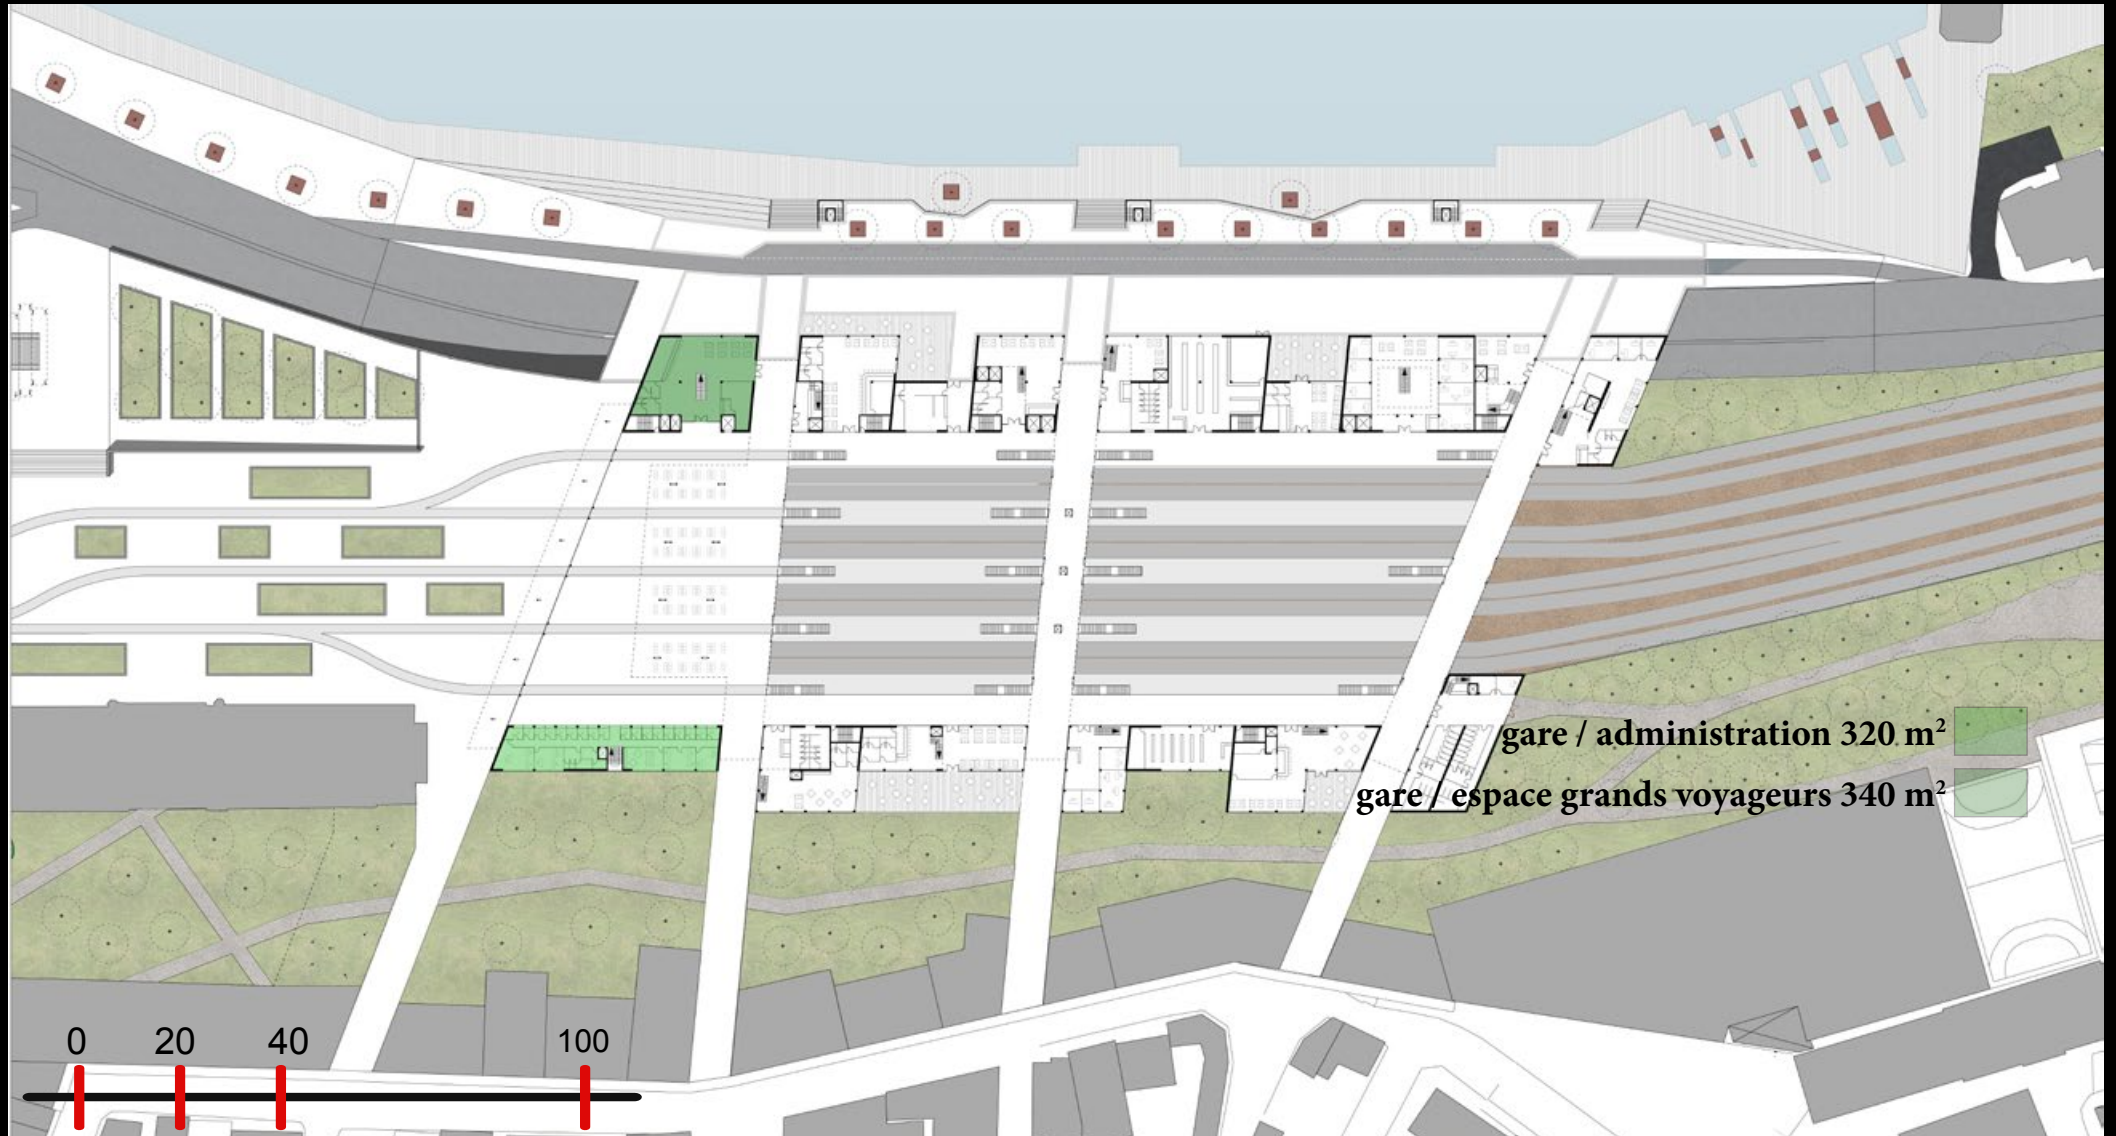 gare / administration 320 m²
gare / espace grands voyageurs 340 m²
0 20 40 100